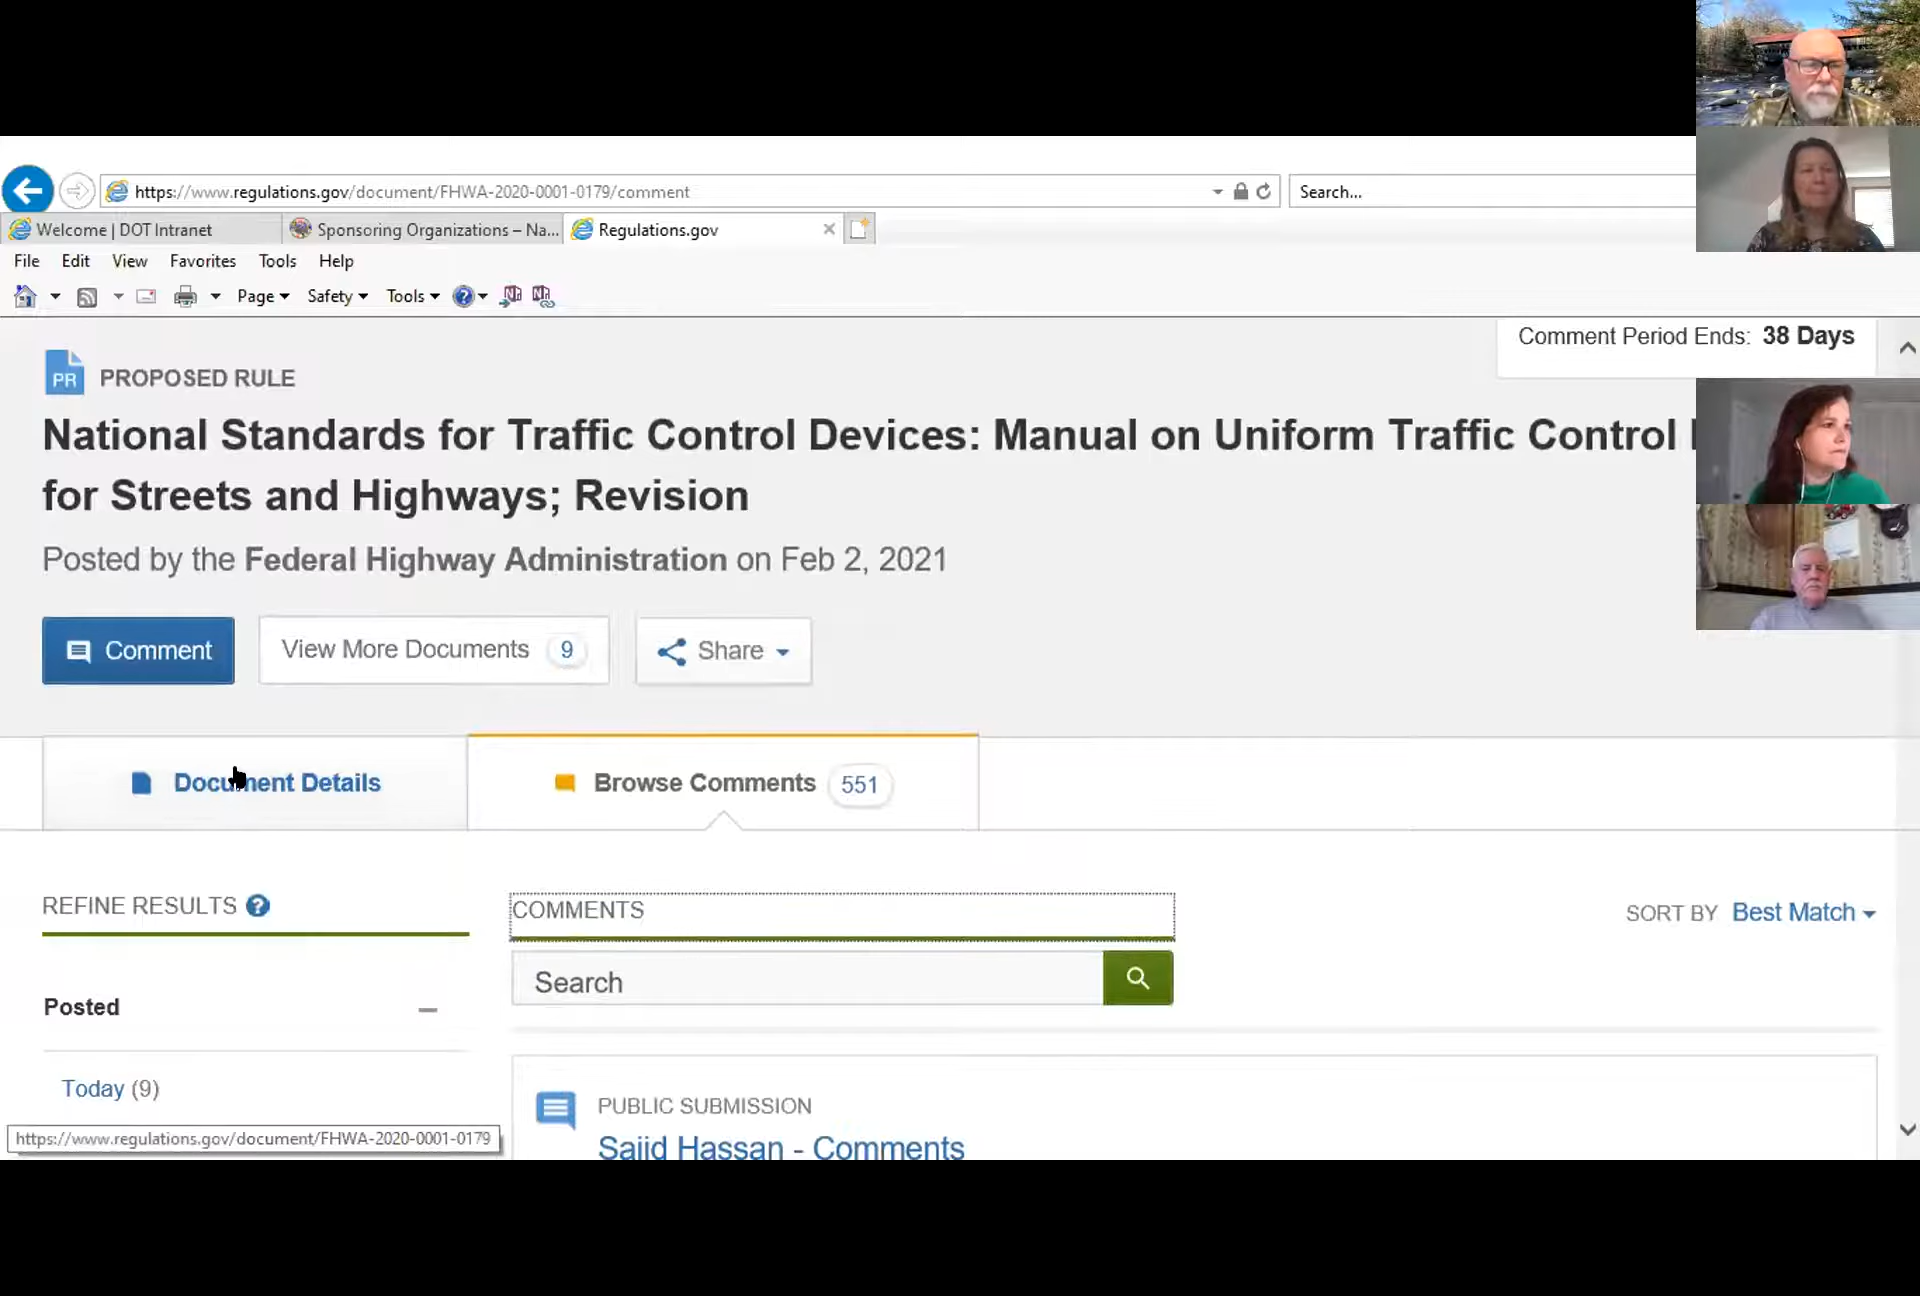 https://www.regulations.gov/document/FHWA-2020-0001-0179/comment
Search...
Welcome | DOT Intranet
Sponsoring Organizations – Na...
Regulations.gov
File Edit View Favorites Tools Help
Page Safety Tools
Comment Period Ends: 38 Days
PR PROPOSED RULE
National Standards for Traffic Control Devices: Manual on Uniform Traffic Control
for Streets and Highways; Revision
Posted by the Federal Highway Administration on Feb 2, 2021
Comment
View More Documents 9
Share
Document Details
Browse Comments 551
REFINE RESULTS ?
COMMENTS
SORT BY Best Match
Search
Posted
Today (9)
PUBLIC SUBMISSION
https://www.regulations.gov/document/FHWA-2020-0001-0179
Sajid Hassan - Comments